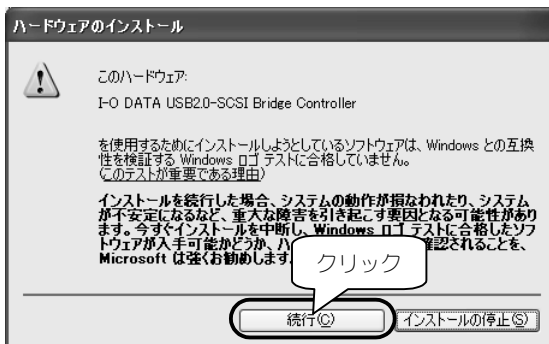 ハードウェアのインストール
このハードウェア:
I-O DATA USB2.0-SCSI Bridge Controller
を使用するためにインストールしようとしているソフトウェアは、Windows との互換
性を検証する Windows ロゴ テストに合格していません。
(このテストが重要である理由)
インストールを続行した場合、システムの動作が損なわれたり、システム
が不安定になるなど、重大な障害を引き起こす要因となる可能性があり
ます。今すぐインストールを中断し、Windows ロゴ テストに合格したソフ
トウェアが入手可能かどうか、ハ 確認されることを、
Microsoft は強くお勧めします
クリック
続行(C)
インストールの停止(S)